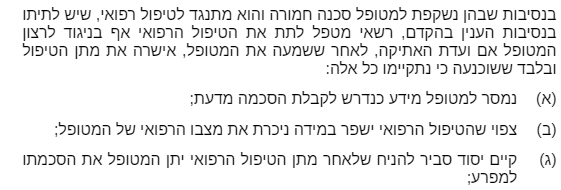 בנסיבות שבהן נשקפת למטופל סכנה חמורה והוא מתנגד לטיפול רפואי, שיש לתיתו
בנסיבות הענין בהקדם, רשאי מטפל לתת את הטיפול הרפואי אף בניגוד לרצון
המטופל אם ועדת האתיקה, לאחר ששמעה את המטופל, אישרה את מתן הטיפול
ובלבד ששוכנעה כי נתקיימו כל אלה:
(א) נמסר למטופל מידע כנדרש לקבלת הסכמה מדעת;
(ב) צפוי שהטיפול הרפואי ישפר במידה ניכרת את מצבו הרפואי של המטופל;
(ג) קיים יסוד סביר להניח שלאחר מתן הטיפול הרפואי יתן המטופל את הסכמתו
למפרע;